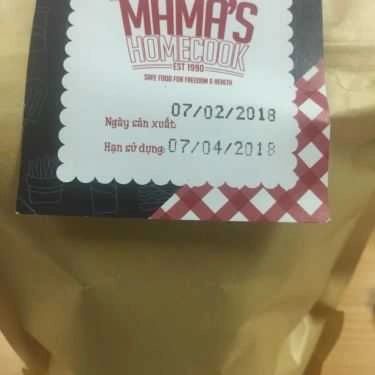 MAMA'S
HOMECOOK
EST 1990
SAFE FOOD FOR FREEDOM & HEALTH
Ngày sản xuất: 07/02/2018
Hạn sử dụng: 07/04/2018